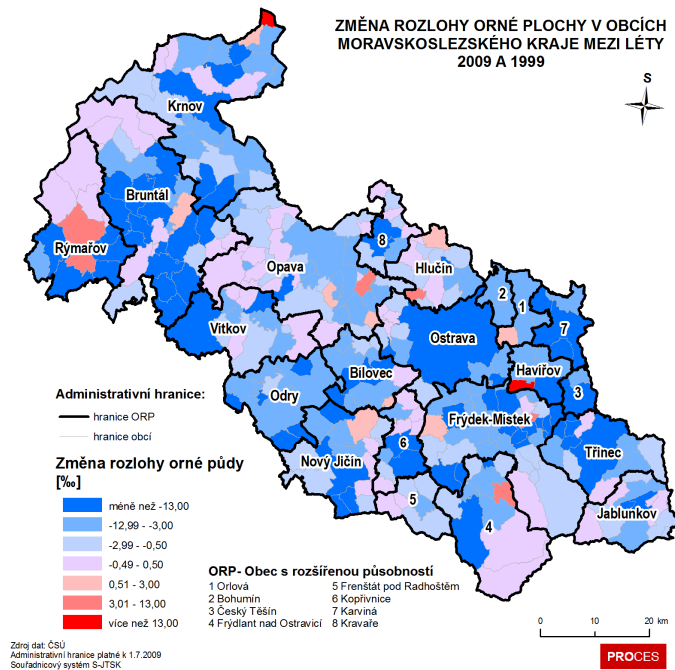 ZMĚNA ROZLOHY ORNÉ PLOCHY V OBCÍCH
MORAVSKOSLEZSKÉHO KRAJE MEZI LÉTY
2009 A 1999
S
Krnov
Bruntál
Rýmařov
8
Opava
Hlučín
2
1
7
Vítkov
Ostrava
Bílovec
Havířov
3
Odry
Frýdek-Místek
6
Třinec
Nový Jičín
5
4
Jablunkov
Administrativní hranice:
hranice ORP
hranice obcí
Změna rozlohy orné půdy
[‰]
méně než -13,00
-12,99 - -3,00
-2,99 - -0,50
-0,49 - 0,50
0,51 - 3,00
3,01 - 13,00
více než 13,00
ORP- Obec s rozšířenou působností
1 Orlová
2 Bohumín
3 Český Těšín
4 Frýdlant nad Ostravicí
5 Frenštát pod Radhoštěm
6 Kopřivnice
7 Karviná
8 Kravaře
0 10 20 km
Zdroj dat: ČSÚ
Administrativní hranice platné k 1.7.2009
Souřadnicový systém S-JTSK
PROCES